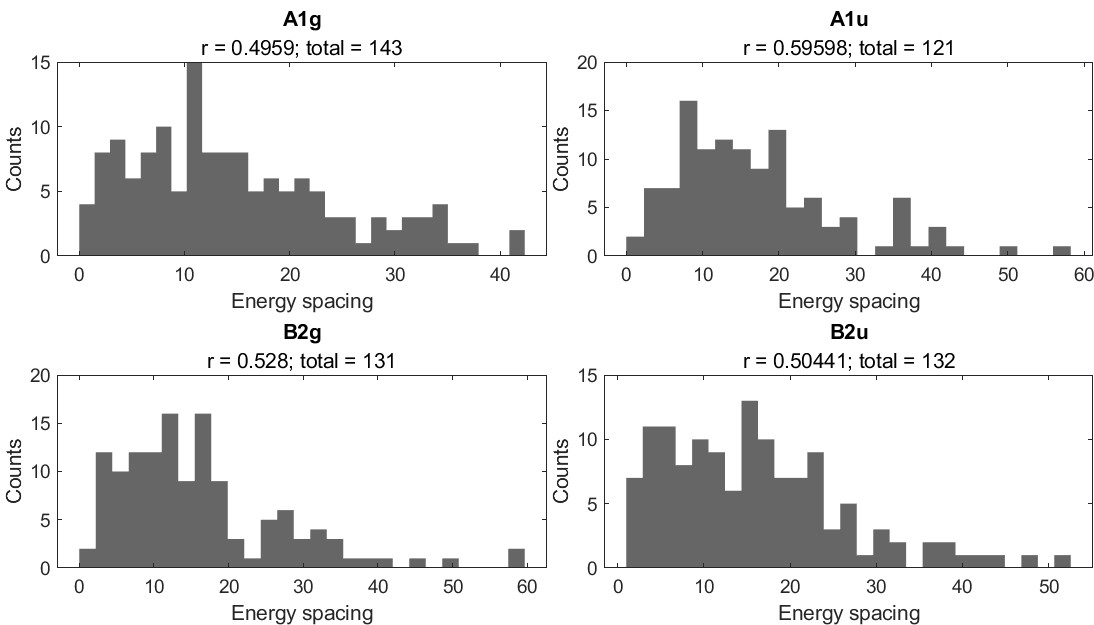 A1g
r = 0.4959; total = 143
15
10
5
0
Counts
0 10 20 30 40
Energy spacing
A1u
r = 0.59598; total = 121
20
15
10
5
0
Counts
0 10 20 30 40 50 60
Energy spacing
B2g
r = 0.528; total = 131
20
15
10
5
0
Counts
0 10 20 30 40 50 60
Energy spacing
B2u
r = 0.50441; total = 132
15
10
5
0
Counts
0 10 20 30 40 50
Energy spacing